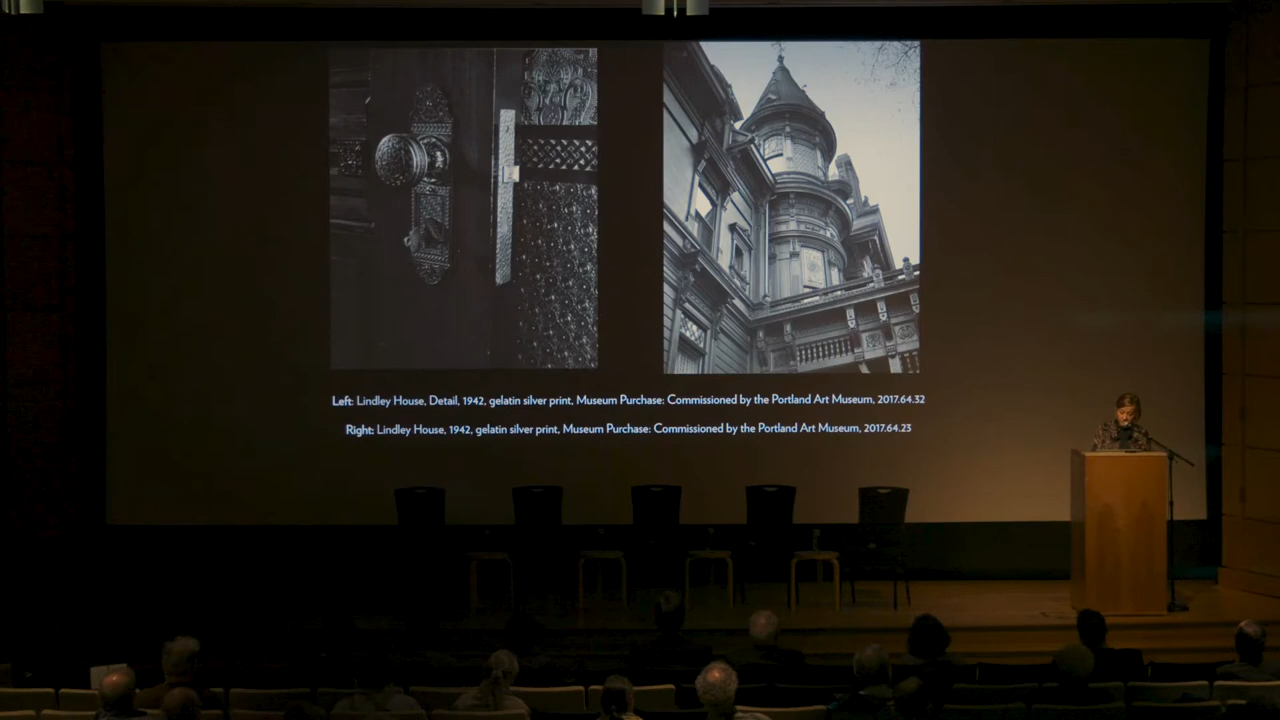 Left: Lindley House, Detail, 1942, gelatin silver print, Museum Purchase: Commissioned by the Portland Art Museum, 2017.64.32
Right: Lindley House, 1942, gelatin silver print, Museum Purchase: Commissioned by the Portland Art Museum, 2017.64.23